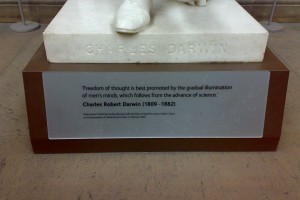 CHARLES DARWIN
'Freedom of thought is best promoted by the gradual illumination
of men's minds, which follows from the advance of science.'
Charles Robert Darwin (1809 - 1882)